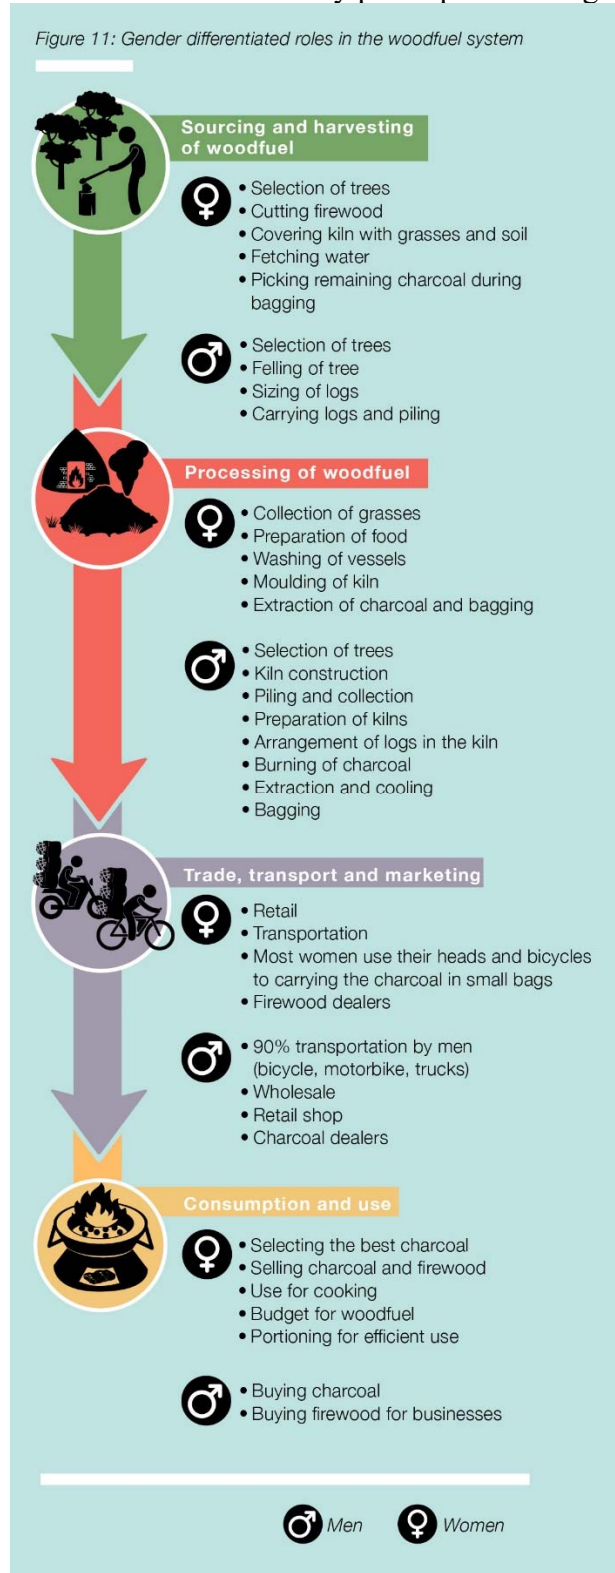 Figure 11: Gender differentiated roles in the woodfuel system
Sourcing and harvesting
of woodfuel
• Selection of trees
• Cutting firewood
• Covering kiln with grasses and soil
• Fetching water
• Picking remaining charcoal during
bagging
• Selection of trees
• Felling of tree
• Sizing of logs
• Carrying logs and piling
Processing of woodfuel
• Collection of grasses
• Preparation of food
• Washing of vessels
• Moulding of kiln
• Extraction of charcoal and bagging
• Selection of trees
• Kiln construction
• Piling and collection
• Preparation of kilns
• Arrangement of logs in the kiln
• Burning of charcoal
• Extraction and cooling
• Bagging
Trade, transport and marketing
• Retail
• Transportation
• Most women use their heads and bicycles
to carrying the charcoal in small bags
• Firewood dealers
• 90% transportation by men
(bicycle, motorbike, trucks)
• Wholesale
• Retail shop
• Charcoal dealers
Consumption and use
• Selecting the best charcoal
• Selling charcoal and firewood
• Use for cooking
• Budget for woodfuel
• Portioning for efficient use
• Buying charcoal
• Buying firewood for businesses
Men
Women